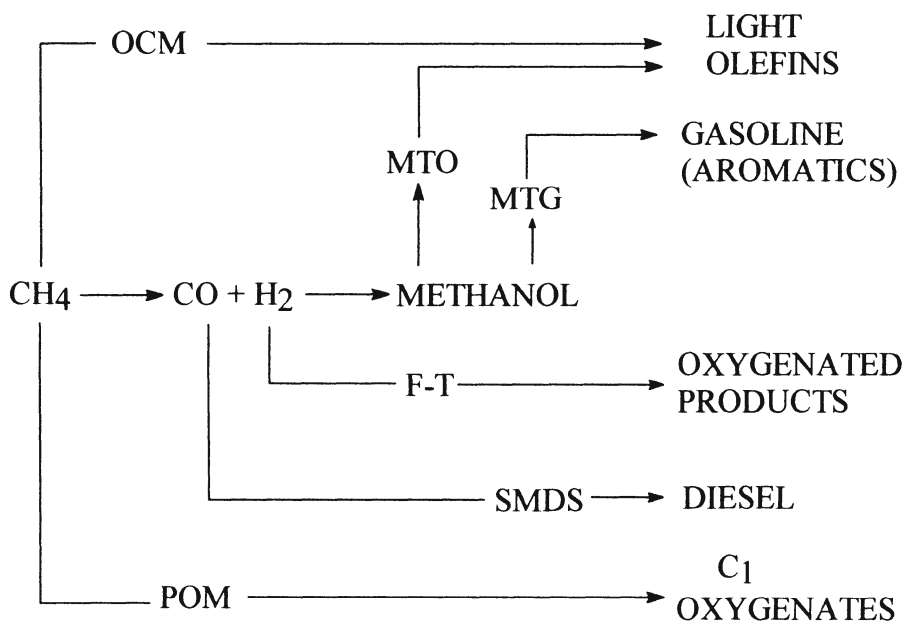 OCM
LIGHT
OLEFINS
MTO
GASOLINE
(AROMATICS)
MTG
CH4
CO + H2
METHANOL
F-T
OXYGENATED
PRODUCTS
SMDS
DIESEL
POM
C1
OXYGENATES